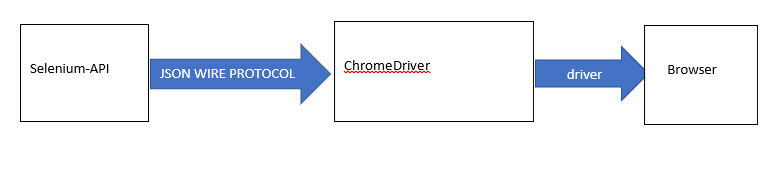 Selenium-API
JSON WIRE PROTOCOL
ChromeDriver
driver
Browser